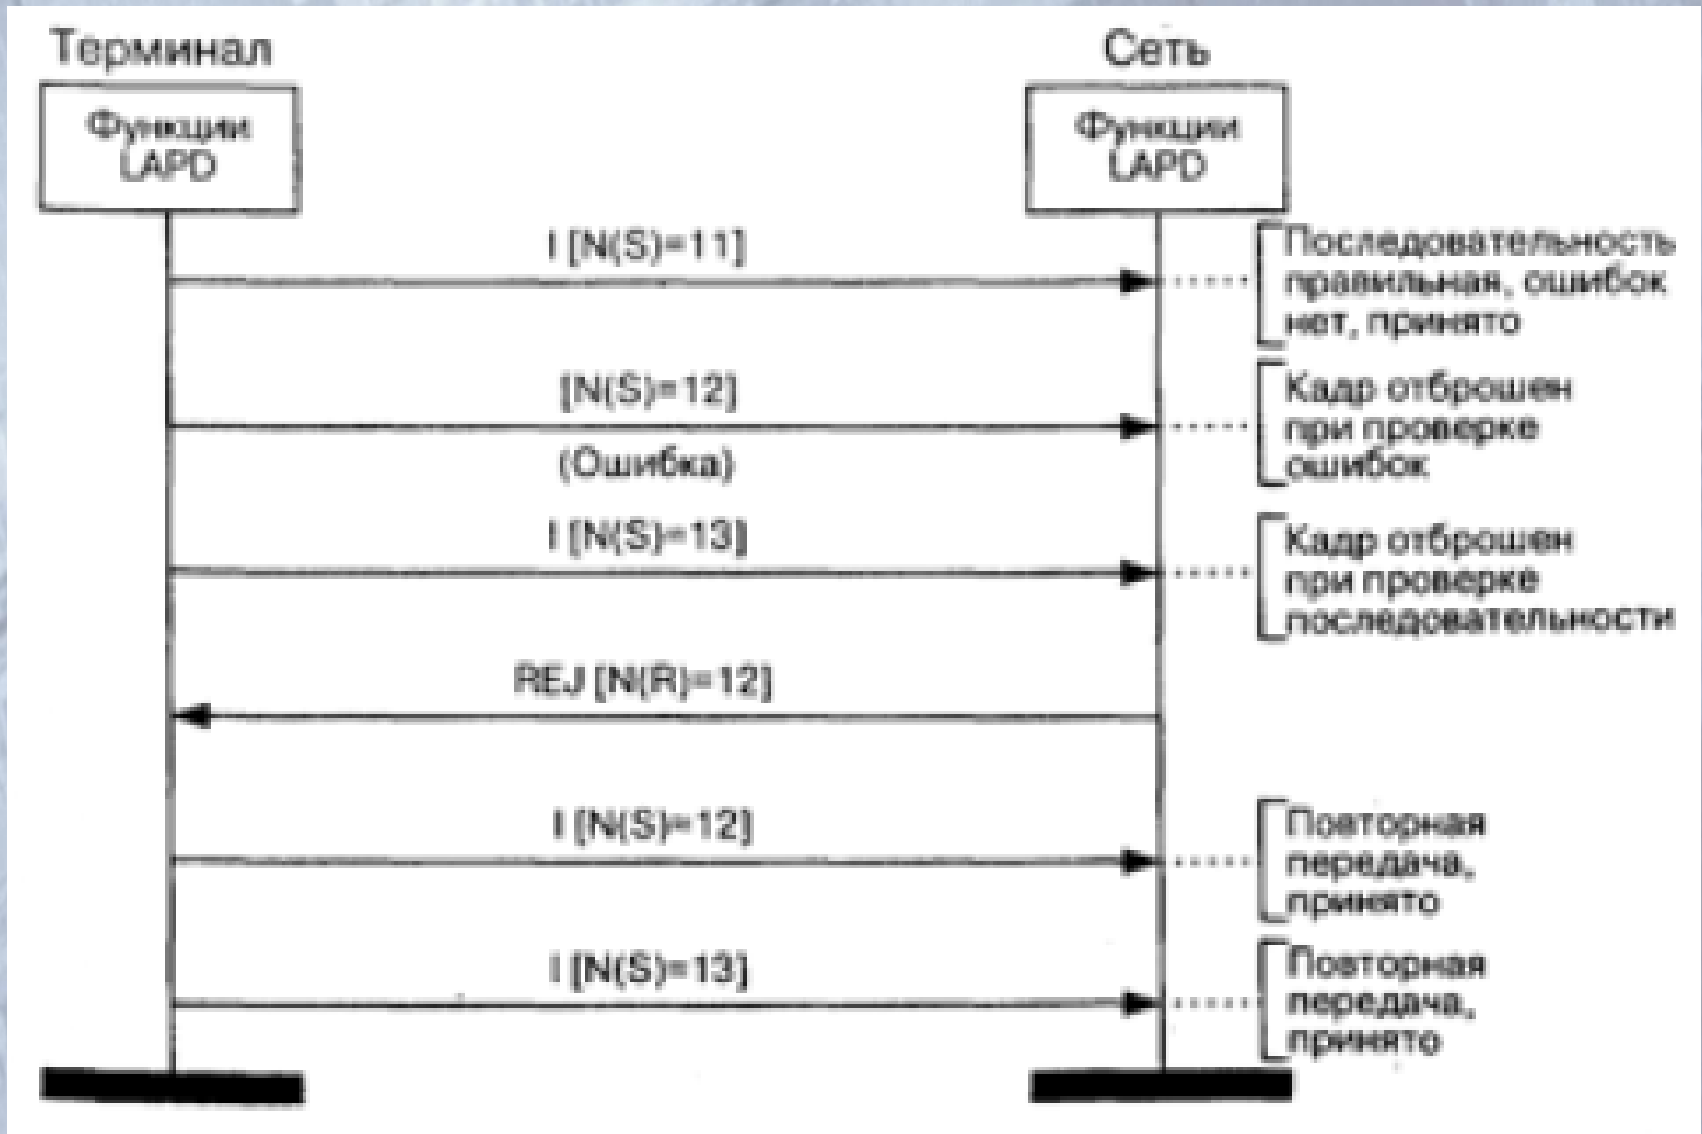 Терминал
Сеть
Функции
LAPD
Функции
LAPD
I [N(S)=11]
Последовательность
правильная, ошибок
нет, принято
[N(S)=12]
(Ошибка)
Кадр отброшен
при проверке
ошибок
I [N(S)=13]
Кадр отброшен
при проверке
последовательности
REJ [N(R)=12]
I [N(S)=12]
Повторная
передача,
принято
I [N(S)=13]
Повторная
передача,
принято